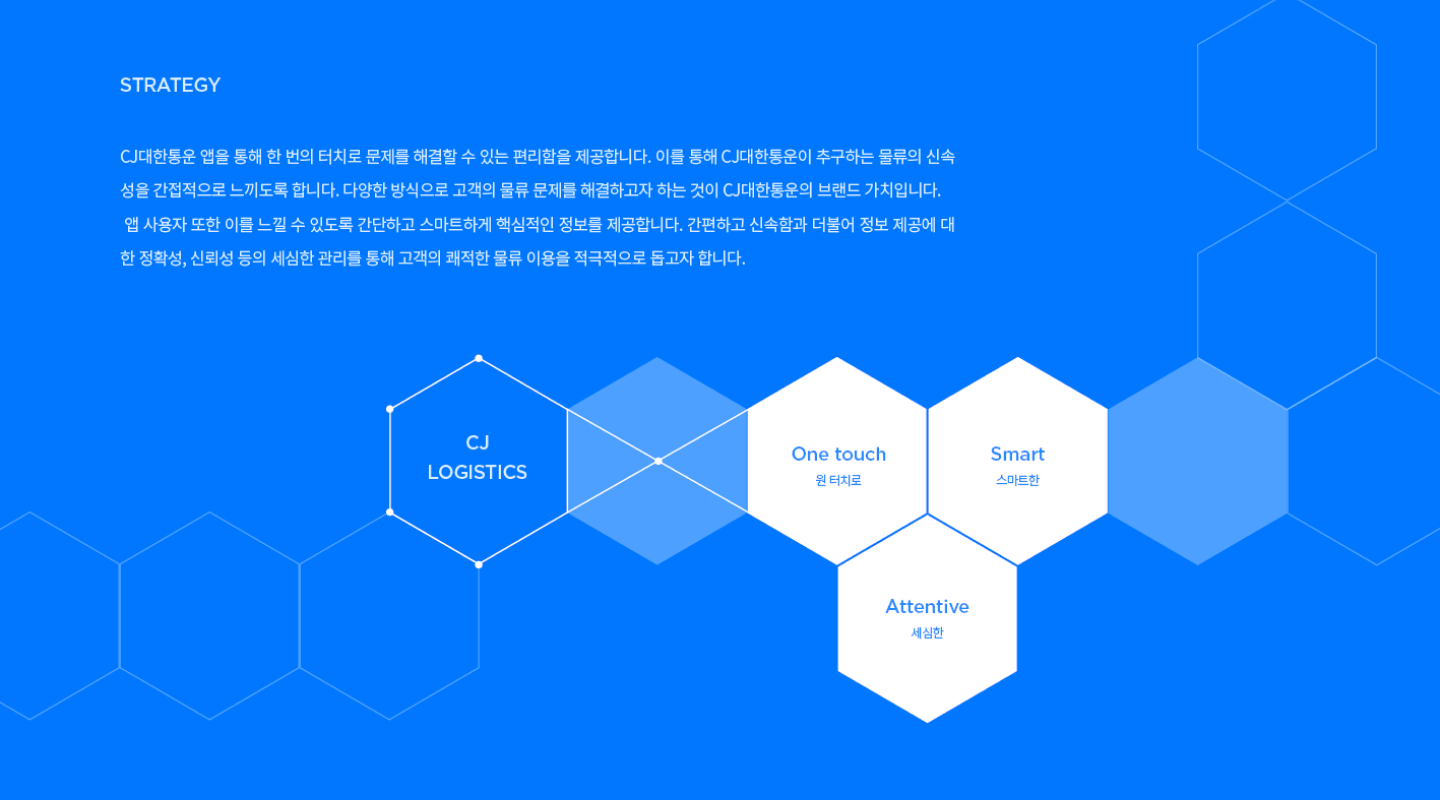 STRATEGY
CJ대한통운 앱을 통해 한 번의 터치로 문제를 해결할 수 있는 편리함을 제공합니다. 이를 통해 CJ대한통운이 추구하는 물류의 신속
성을 간접적으로 느끼도록 합니다. 다양한 방식으로 고객의 물류 문제를 해결하고자 하는 것이 CJ대한통운의 브랜드 가치입니다.
앱 사용자 또한 이를 느낄 수 있도록 간단하고 스마트하게 핵심적인 정보를 제공합니다. 간편하고 신속함과 더불어 정보 제공에 대
한 정확성, 신뢰성 등의 세심한 관리를 통해 고객의 쾌적한 물류 이용을 적극적으로 돕고자 합니다.
CJ
LOGISTICS
One touch
원 터치로
Smart
스마트한
Attentive
세심한